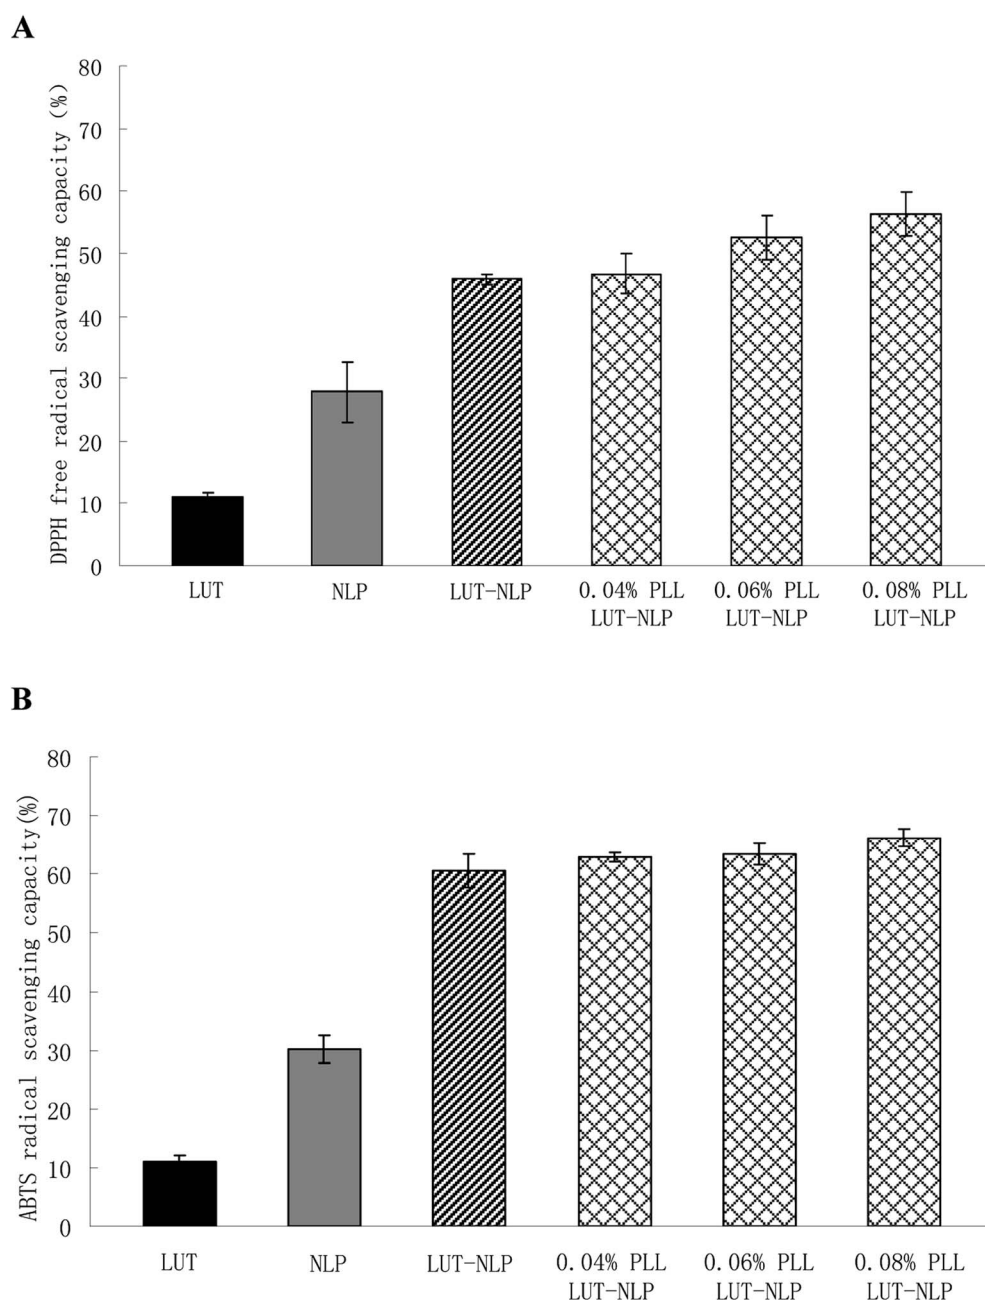 A
DPPH free radical scavenging capacity(%)
80
70
60
50
40
30
20
10
0
LUT
NLP
LUT-NLP
0.04% PLL
LUT-NLP
0.06% PLL
LUT-NLP
0.08% PLL
LUT-NLP
B
ABTS radical scavenging capacity(%)
80
70
60
50
40
30
20
10
0
LUT
NLP
LUT-NLP
0.04% PLL
LUT-NLP
0.06% PLL
LUT-NLP
0.08% PLL
LUT-NLP